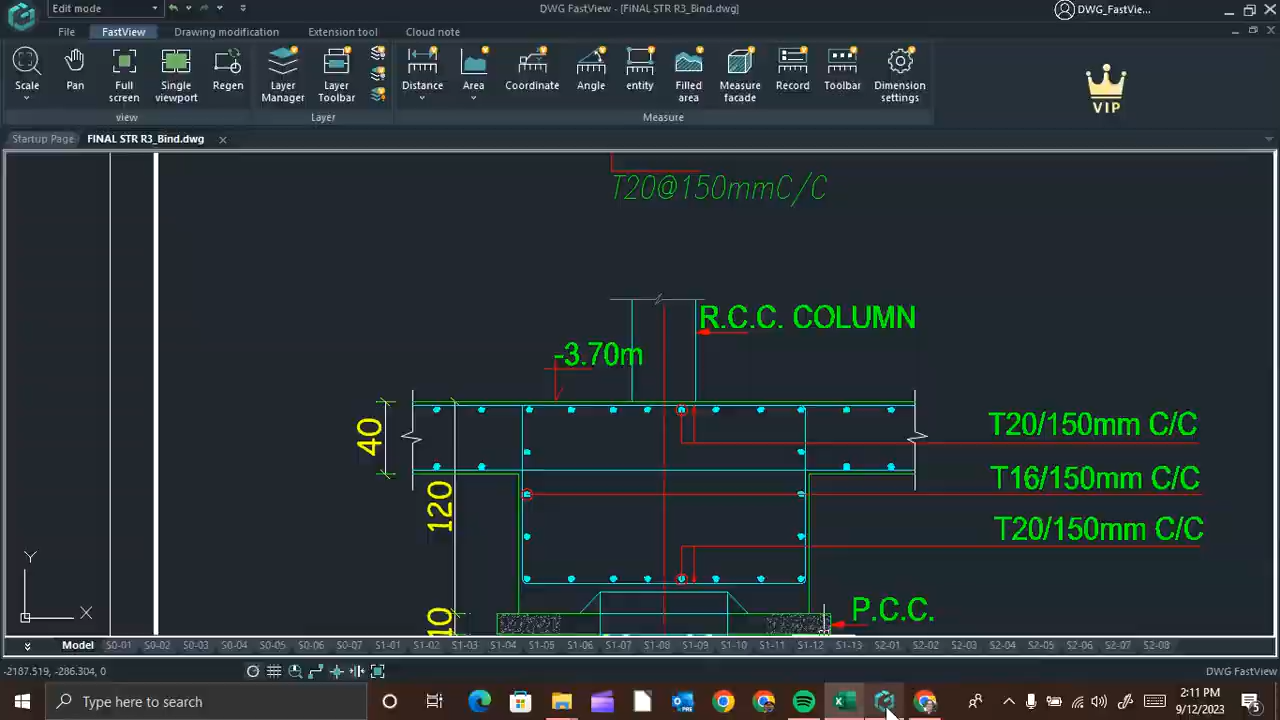 Edit mode
DWG FastView - [FINAL STR R3_Bind.dwg]
DWG_FastVie...
File FastView Drawing modification Extension tool Cloud note
Scale Pan Full screen Single viewport Regen Layer Manager Layer Toolbar Distance Area Coordinate Angle entity Filled area Measure facade Record Toolbar Dimension settings
VIP
view Layer Measure
Startup Page FINAL STR R3_Bind.dwg
T20@150mmC/C
R.C.C. COLUMN
-3.70m
40
T20/150mm C/C
T16/150mm C/C
120
T20/150mm C/C
Y
10
P.C.C.
X
Model S0-01 S0-02 S0-03 S0-04 S0-05 S1-01 S1-02 S1-03 S1-04 S1-05 S1-06 S1-07 S1-08 S1-09 S1-10 S1-11 S1-12 S1-13 S2-01 S2-02 S2-03 S2-04 S2-05 S2-06 S2-07 S2-08
-2187.519, -286.304, 0
DWG FastView
Type here to search
2:11 PM
9/12/2023
5